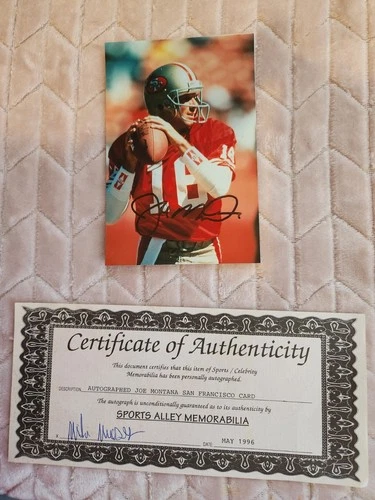 16
Certificate of Authenticity
This document certifies that this item of Sports / Celebrity
Memorabilia has been personally autographed.
DESCRIPTION AUTOGRAPHED JOE MONTANA SAN FRANCISCO CARD
The autograph is unconditionally guaranteed as to its authenticity by
SPORTS ALLEY MEMORABILIA
DATE MAY 1996